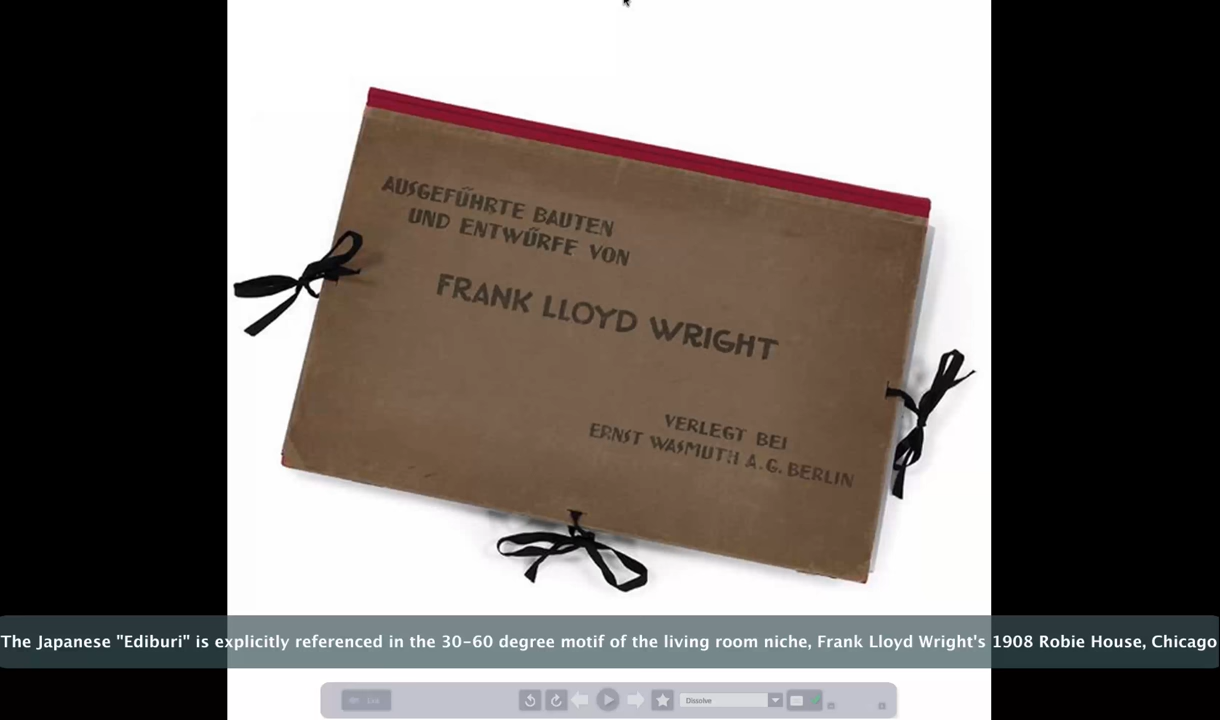 AUSGEFÜHRTE BAUTEN
UND ENTWÜRFE VON
FRANK LLOYD WRIGHT
VERLEGT BEI
ERNST WASMUTH A.G. BERLIN
The Japanese "Ediburi" is explicitly referenced in the 30-60 degree motif of the living room niche, Frank Lloyd Wright's 1908 Robie House, Chicago
Dissolve